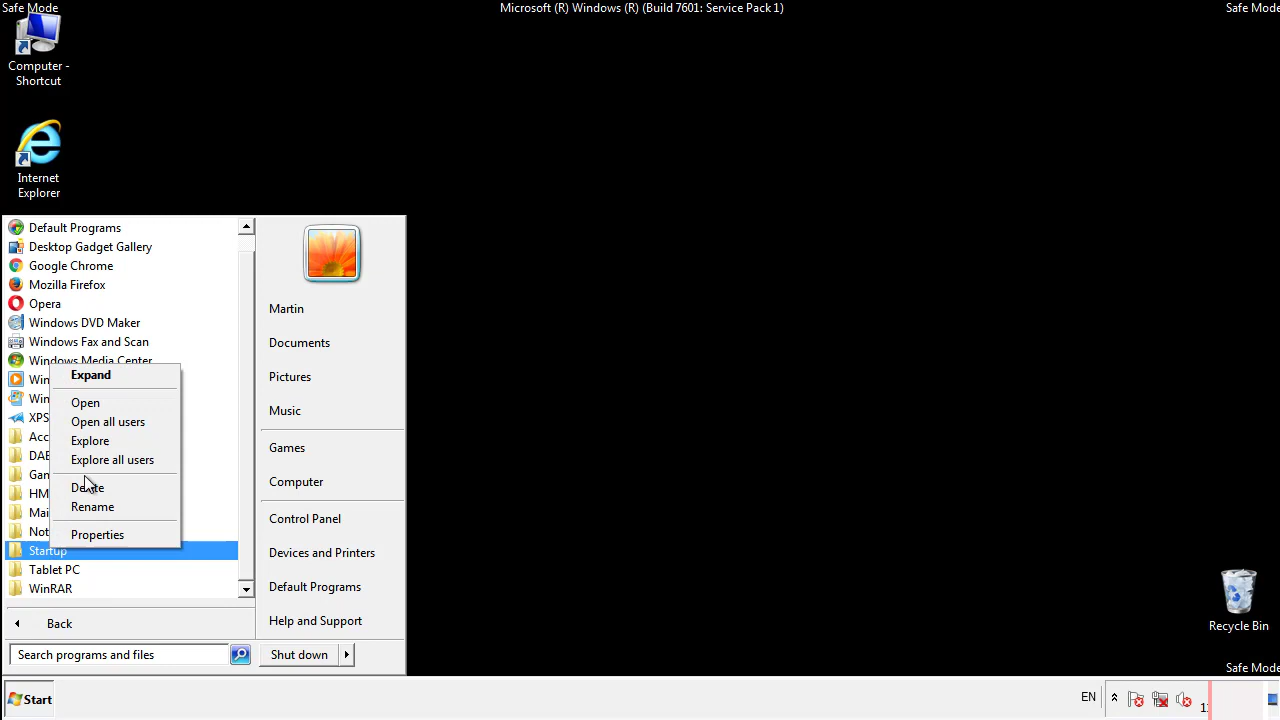 Safe Mode
Microsoft (R) Windows (R) (Build 7601: Service Pack 1)
Safe Mode
Computer -
Shortcut
Internet
Explorer
Default Programs
Desktop Gadget Gallery
Google Chrome
Mozilla Firefox
Opera
Windows DVD Maker
Windows Fax and Scan
Windows Media Center
Expand
Open
Open all users
Explore
Explore all users
Delete
Rename
Properties
Startup
Tablet PC
WinRAR
Back
Search programs and files
Martin
Documents
Pictures
Music
Games
Computer
Control Panel
Devices and Printers
Default Programs
Help and Support
Shut down
Recycle Bin
Safe Mode
Start
EN